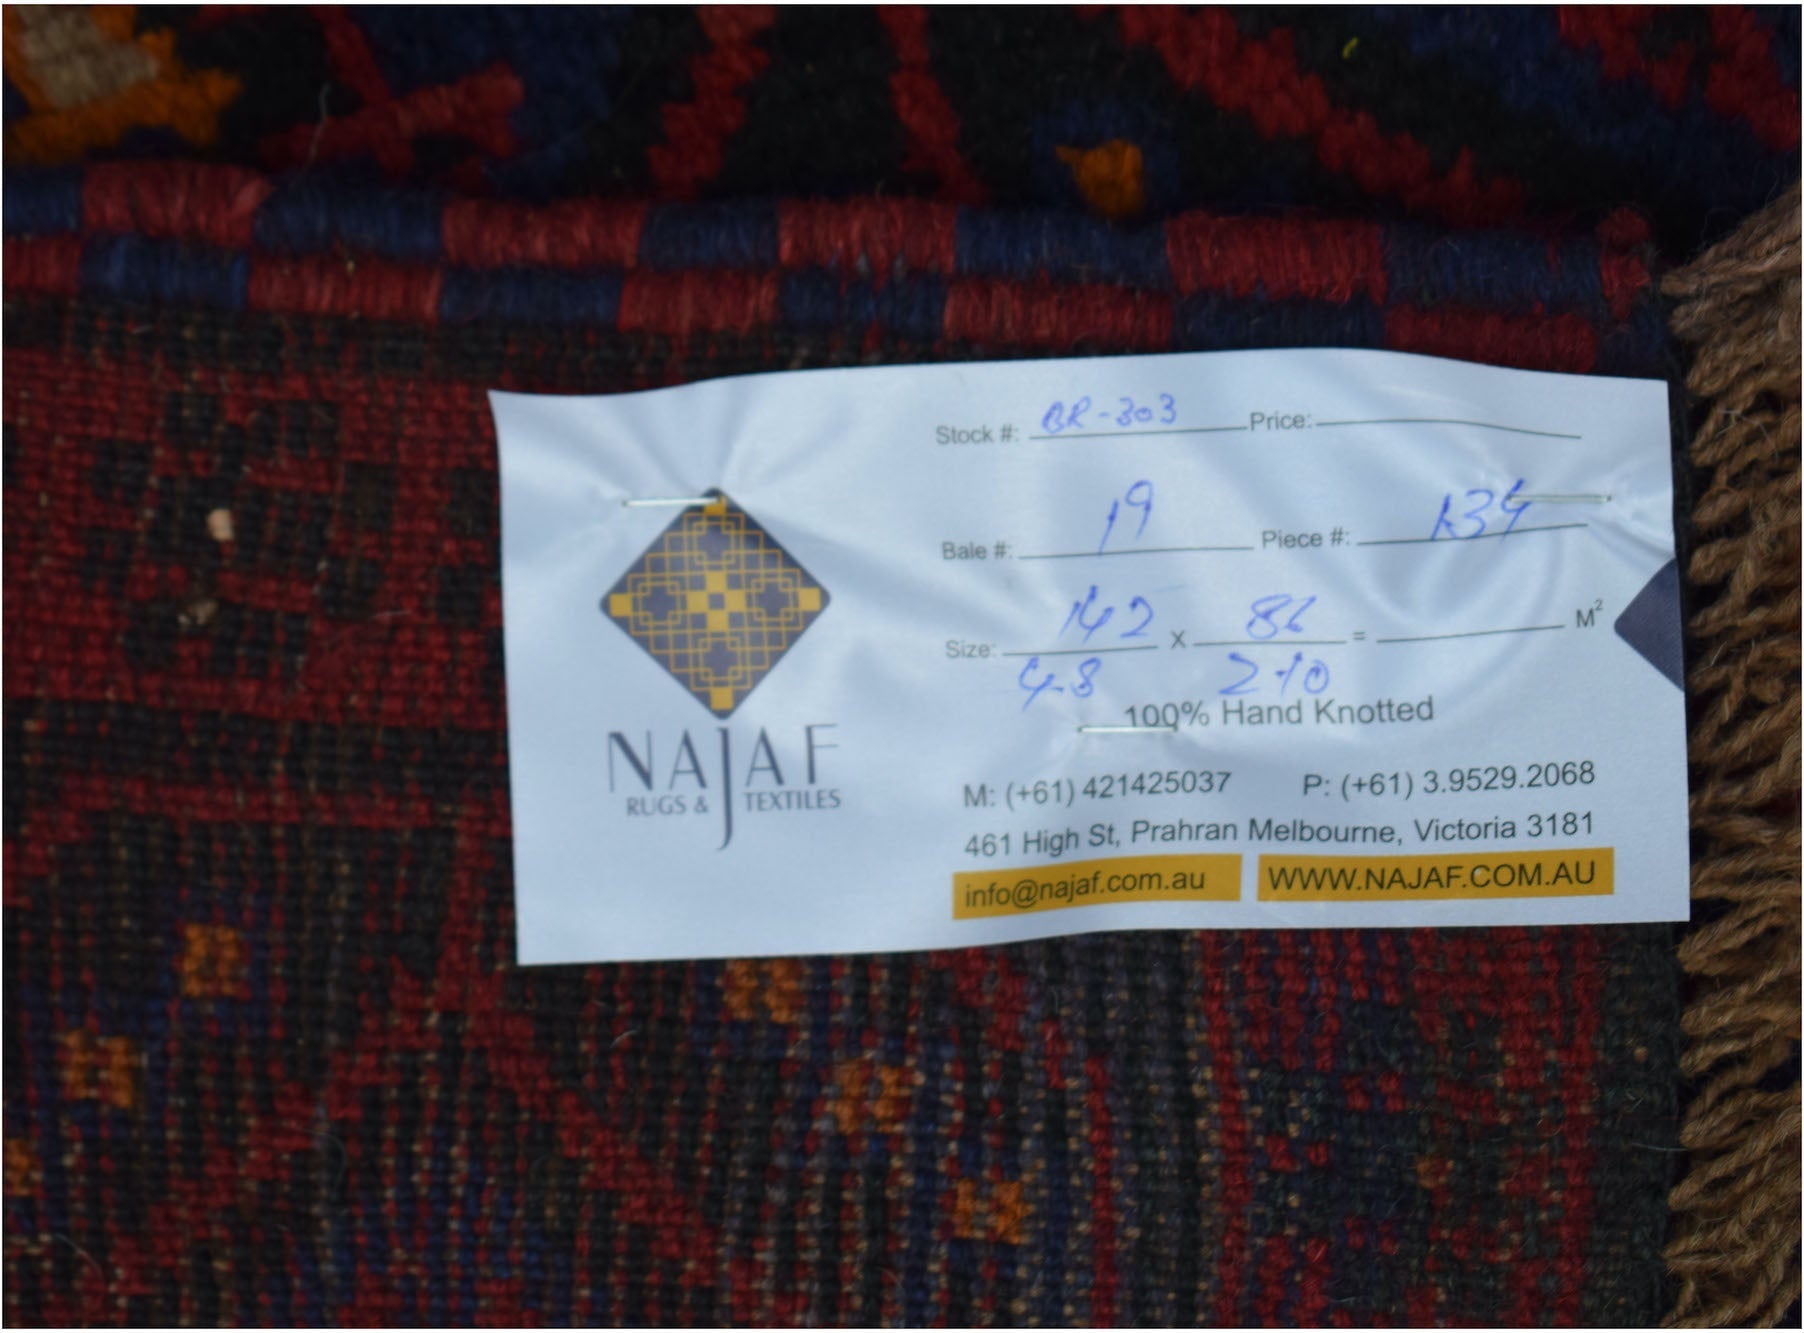 Stock #: BR-303 Price:
Bale #: 19 Piece #: 134
Size: 142 x 86 = M²
4-8 2-10
100% Hand Knotted
NAJAF
RUGS & TEXTILES
M: (+61) 421425037 P: (+61) 3.9529.2068
461 High St, Prahran Melbourne, Victoria 3181
info@najaf.com.au WWW.NAJAF.COM.AU